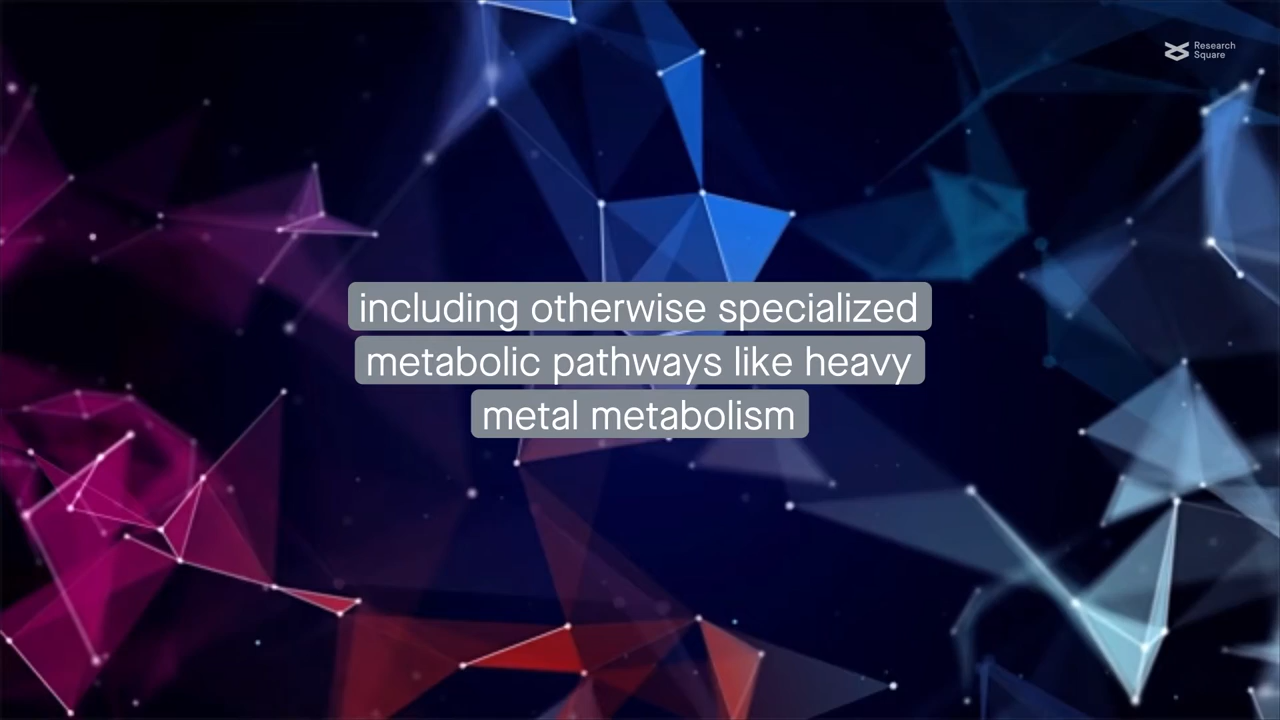 Research
Square
including otherwise specialized
metabolic pathways like heavy
metal metabolism